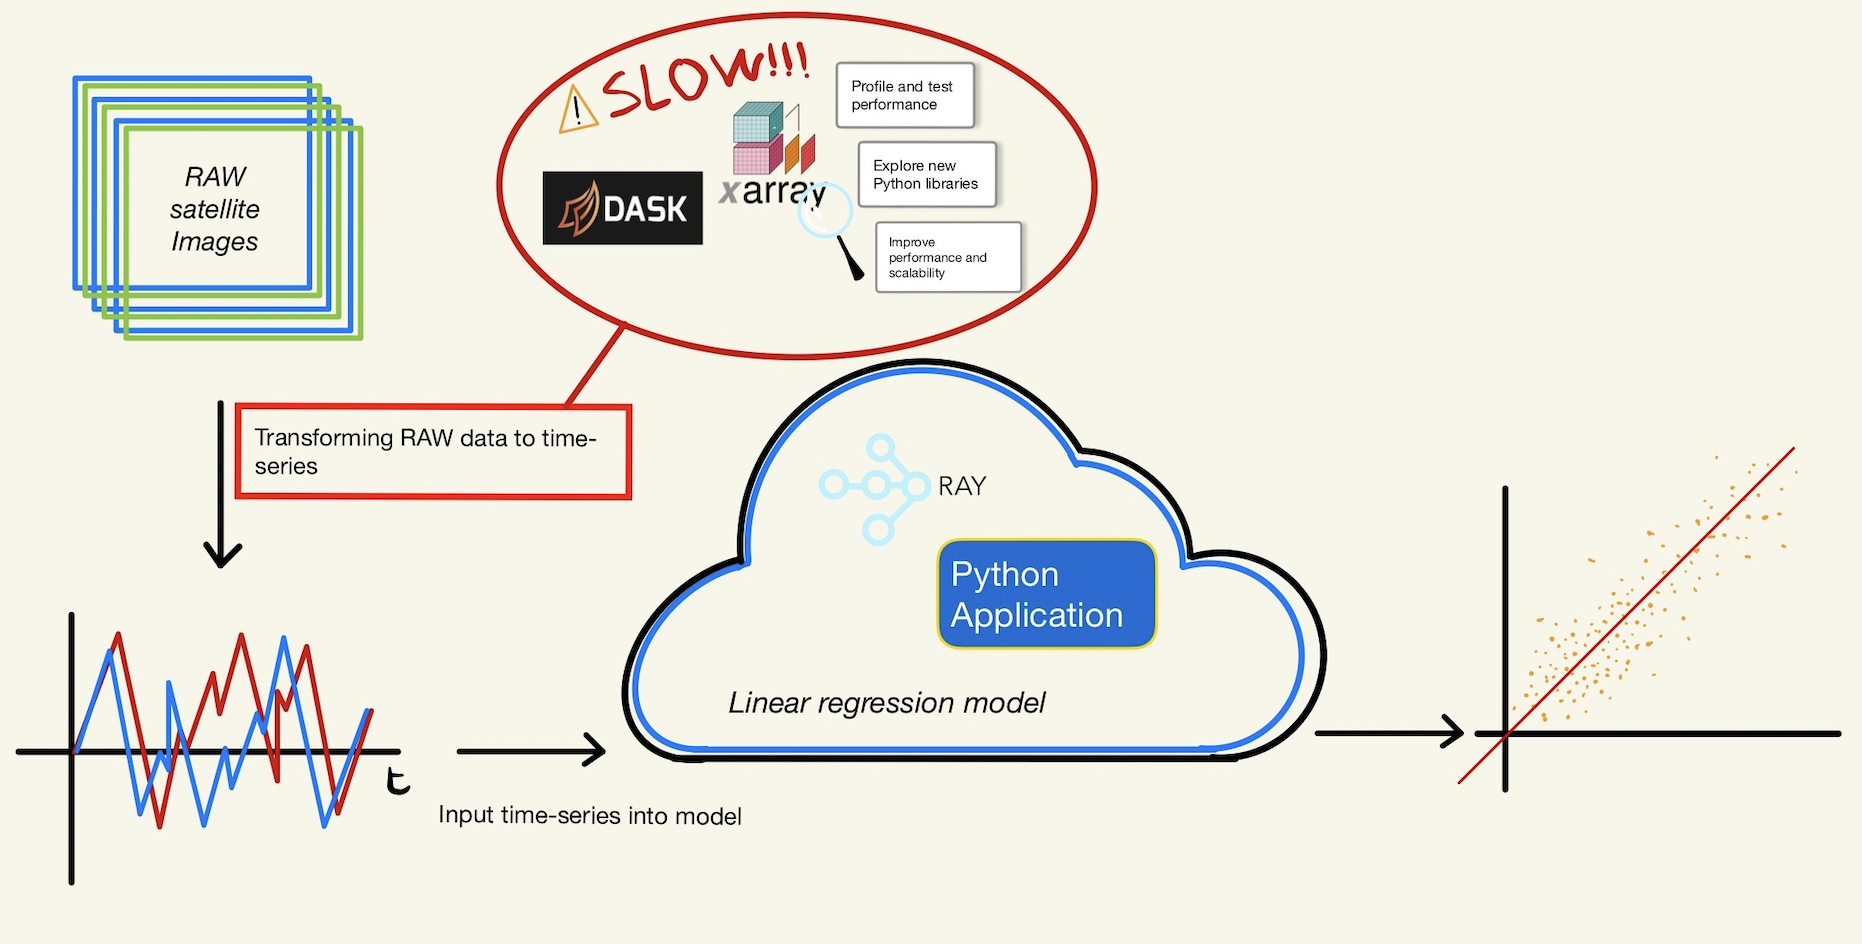 RAW
satellite
Images
SLOW!!!
Profile and test
performance
DASK
xarray
Explore new
Python libraries
Improve
performance and
scalability
Transforming RAW data to time-
series
RAY
Python
Application
Linear regression model
t
Input time-series into model